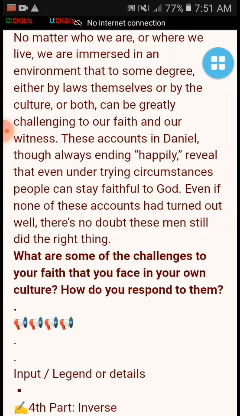 77% 7:51 AM
0:0KB/s U:0KB/s No internet connection
No matter who we are, or where we
live, we are immersed in an
environment that to some degree,
either by laws themselves or by the
culture, or both, can be greatly
challenging to our faith and our
witness. These accounts in Daniel,
though always ending "happily," reveal
that even under trying circumstances
people can stay faithful to God. Even if
none of these accounts had turned out
well, there's no doubt these men still
did the right thing.
What are some of the challenges to
your faith that you face in your own
culture? How do you respond to them?
.
📢📢📢📢
.
.
Input / Legend or details
▪
✍4th Part: Inverse